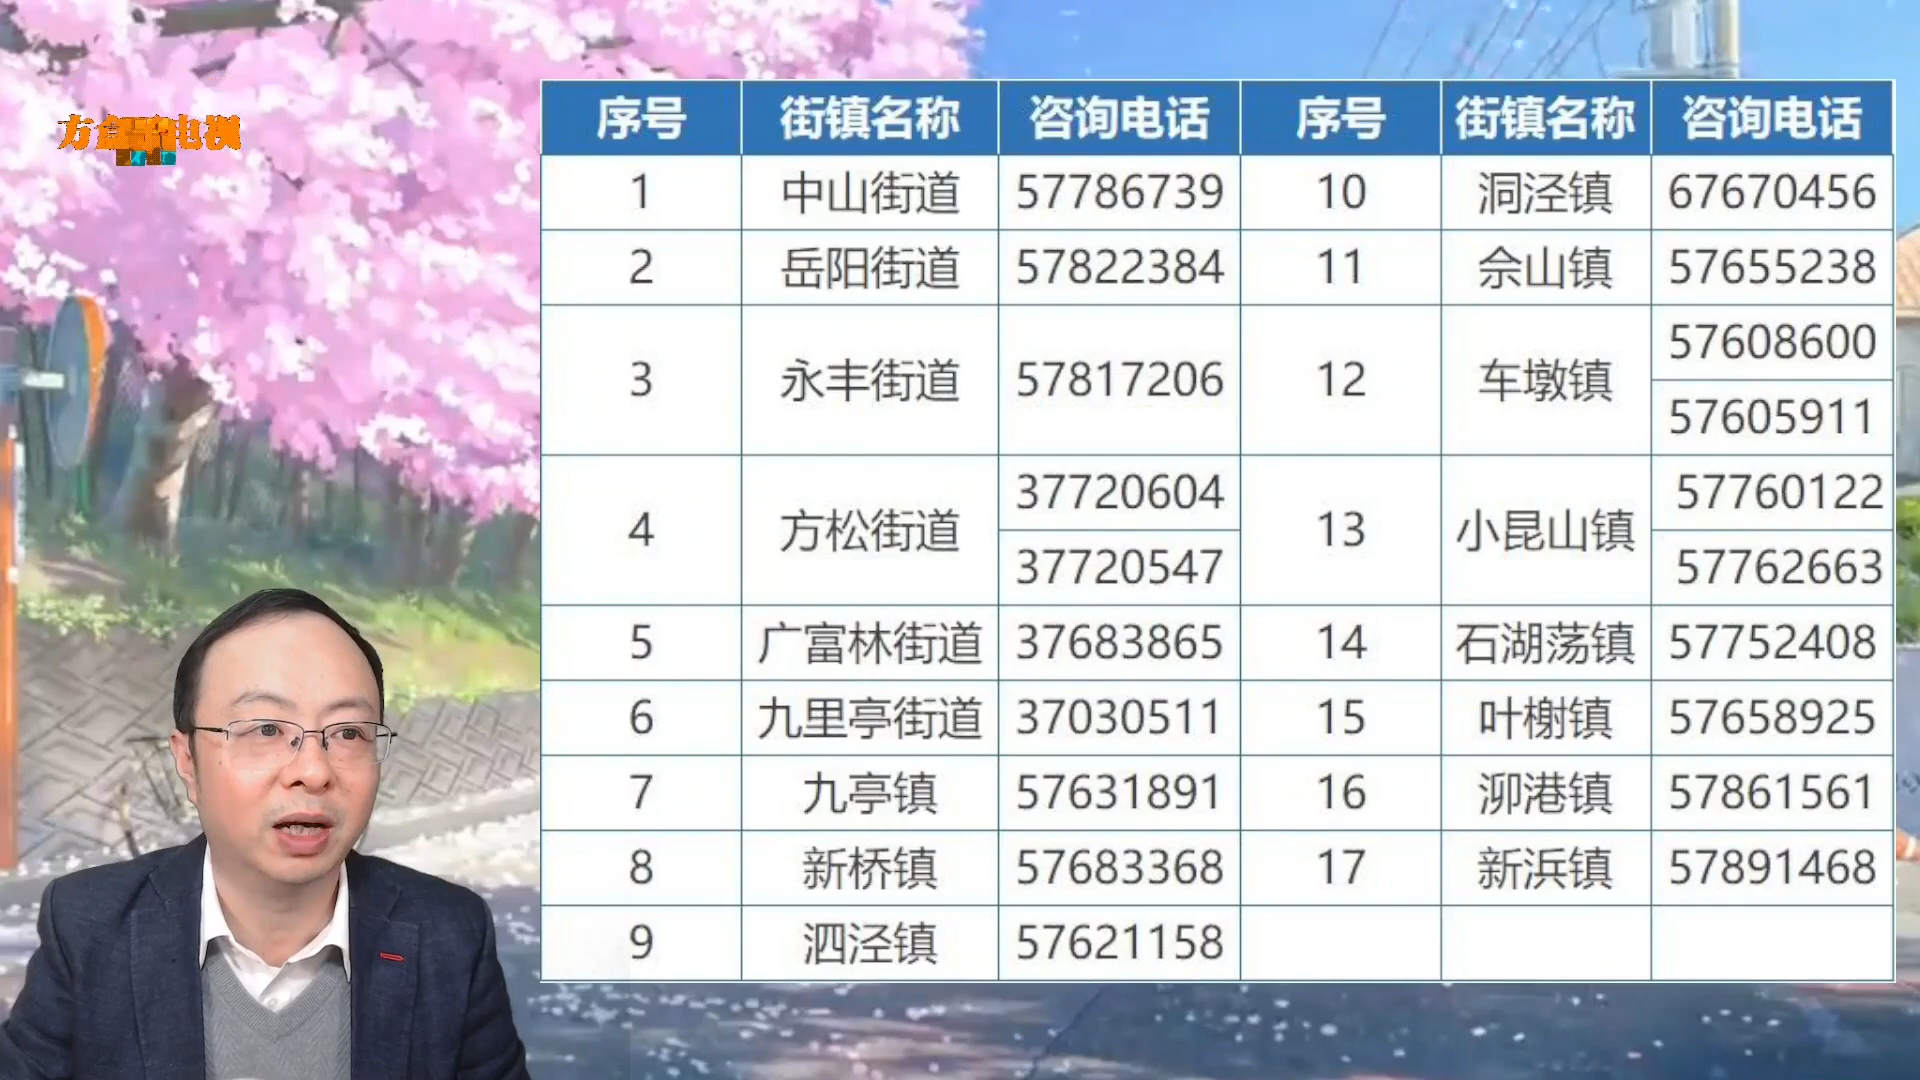 序号 街镇名称 咨询电话 序号 街镇名称 咨询电话
1 中山街道 57786739 10 洞泾镇 67670456
2 岳阳街道 57822384 11 佘山镇 57655238
3 永丰街道 57817206 12 车墩镇 57608600
57605911
4 方松街道 37720604 13 小昆山镇 57760122
37720547 57762663
5 广富林街道 37683865 14 石湖荡镇 57752408
6 九里亭街道 37030511 15 叶榭镇 57658925
7 九亭镇 57631891 16 泖港镇 57861561
8 新桥镇 57683368 17 新浜镇 57891468
9 泗泾镇 57621158